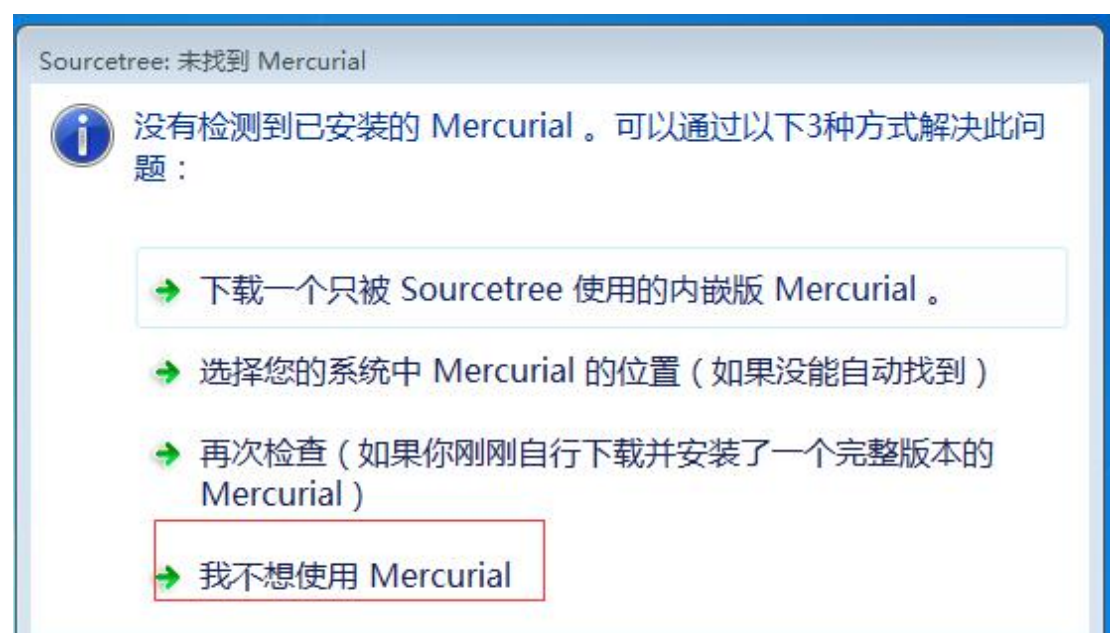 Sourcetree: 未找到 Mercurial
没有检测到已安装的 Mercurial 。可以通过以下3种方式解决此问
题：
下载一个只被 Sourcetree 使用的内嵌版 Mercurial 。
选择您的系统中 Mercurial 的位置（如果没能自动找到）
再次检查（如果你刚刚自行下载并安装了一个完整版本的
Mercurial）
我不想使用 Mercurial